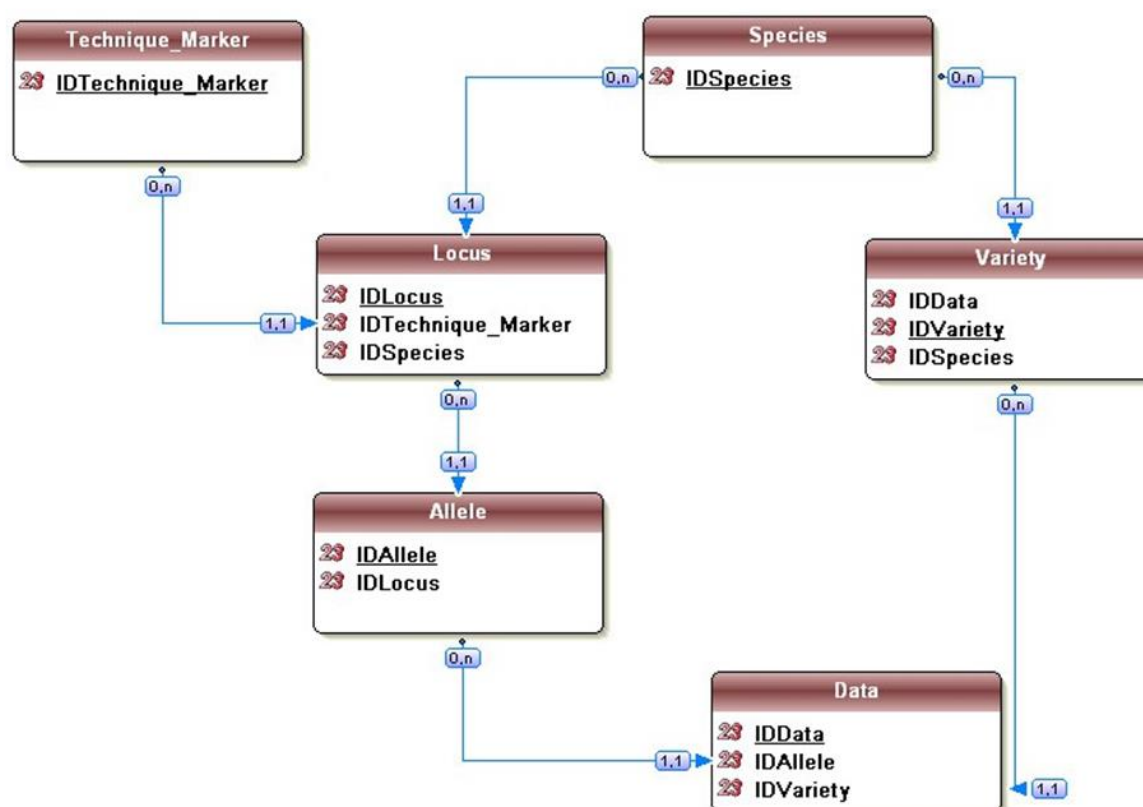 Technique_Marker
IDTechnique_Marker
0,n
Species
IDSpecies
0,n
0,n
1,1
1,1
1,1
Locus
IDLocus
IDTechnique_Marker
IDSpecies
0,n
Variety
IDData
IDVariety
IDSpecies
0,n
1,1
Allele
IDAllele
IDLocus
0,n
1,1
Data
IDData
IDAllele
IDVariety
1,1